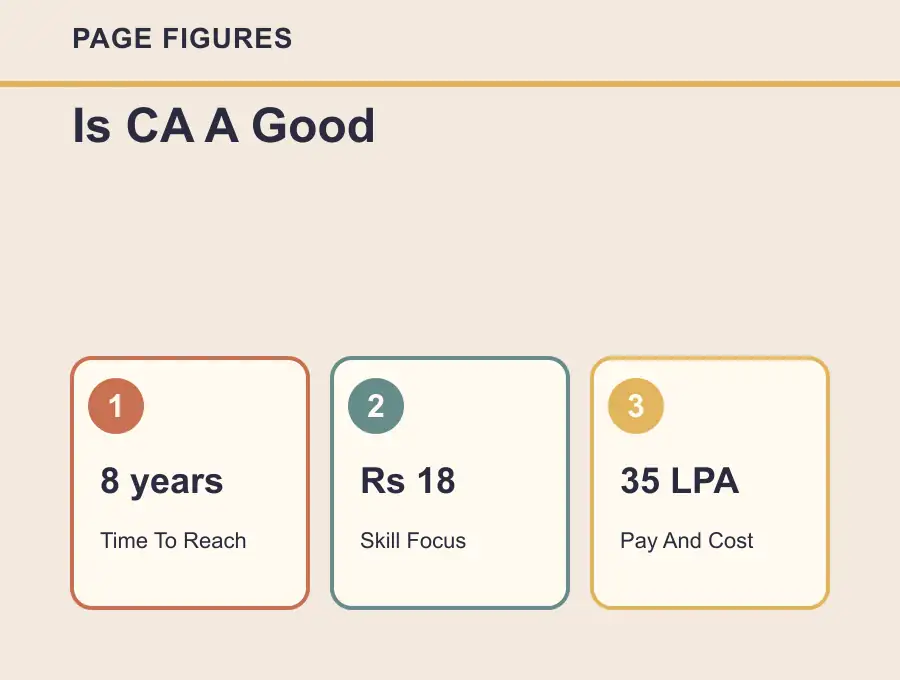 PAGE FIGURES
Is CA A Good
1
2
3
8 years
Rs 18
35 LPA
Time To Reach
Skill Focus
Pay And Cost